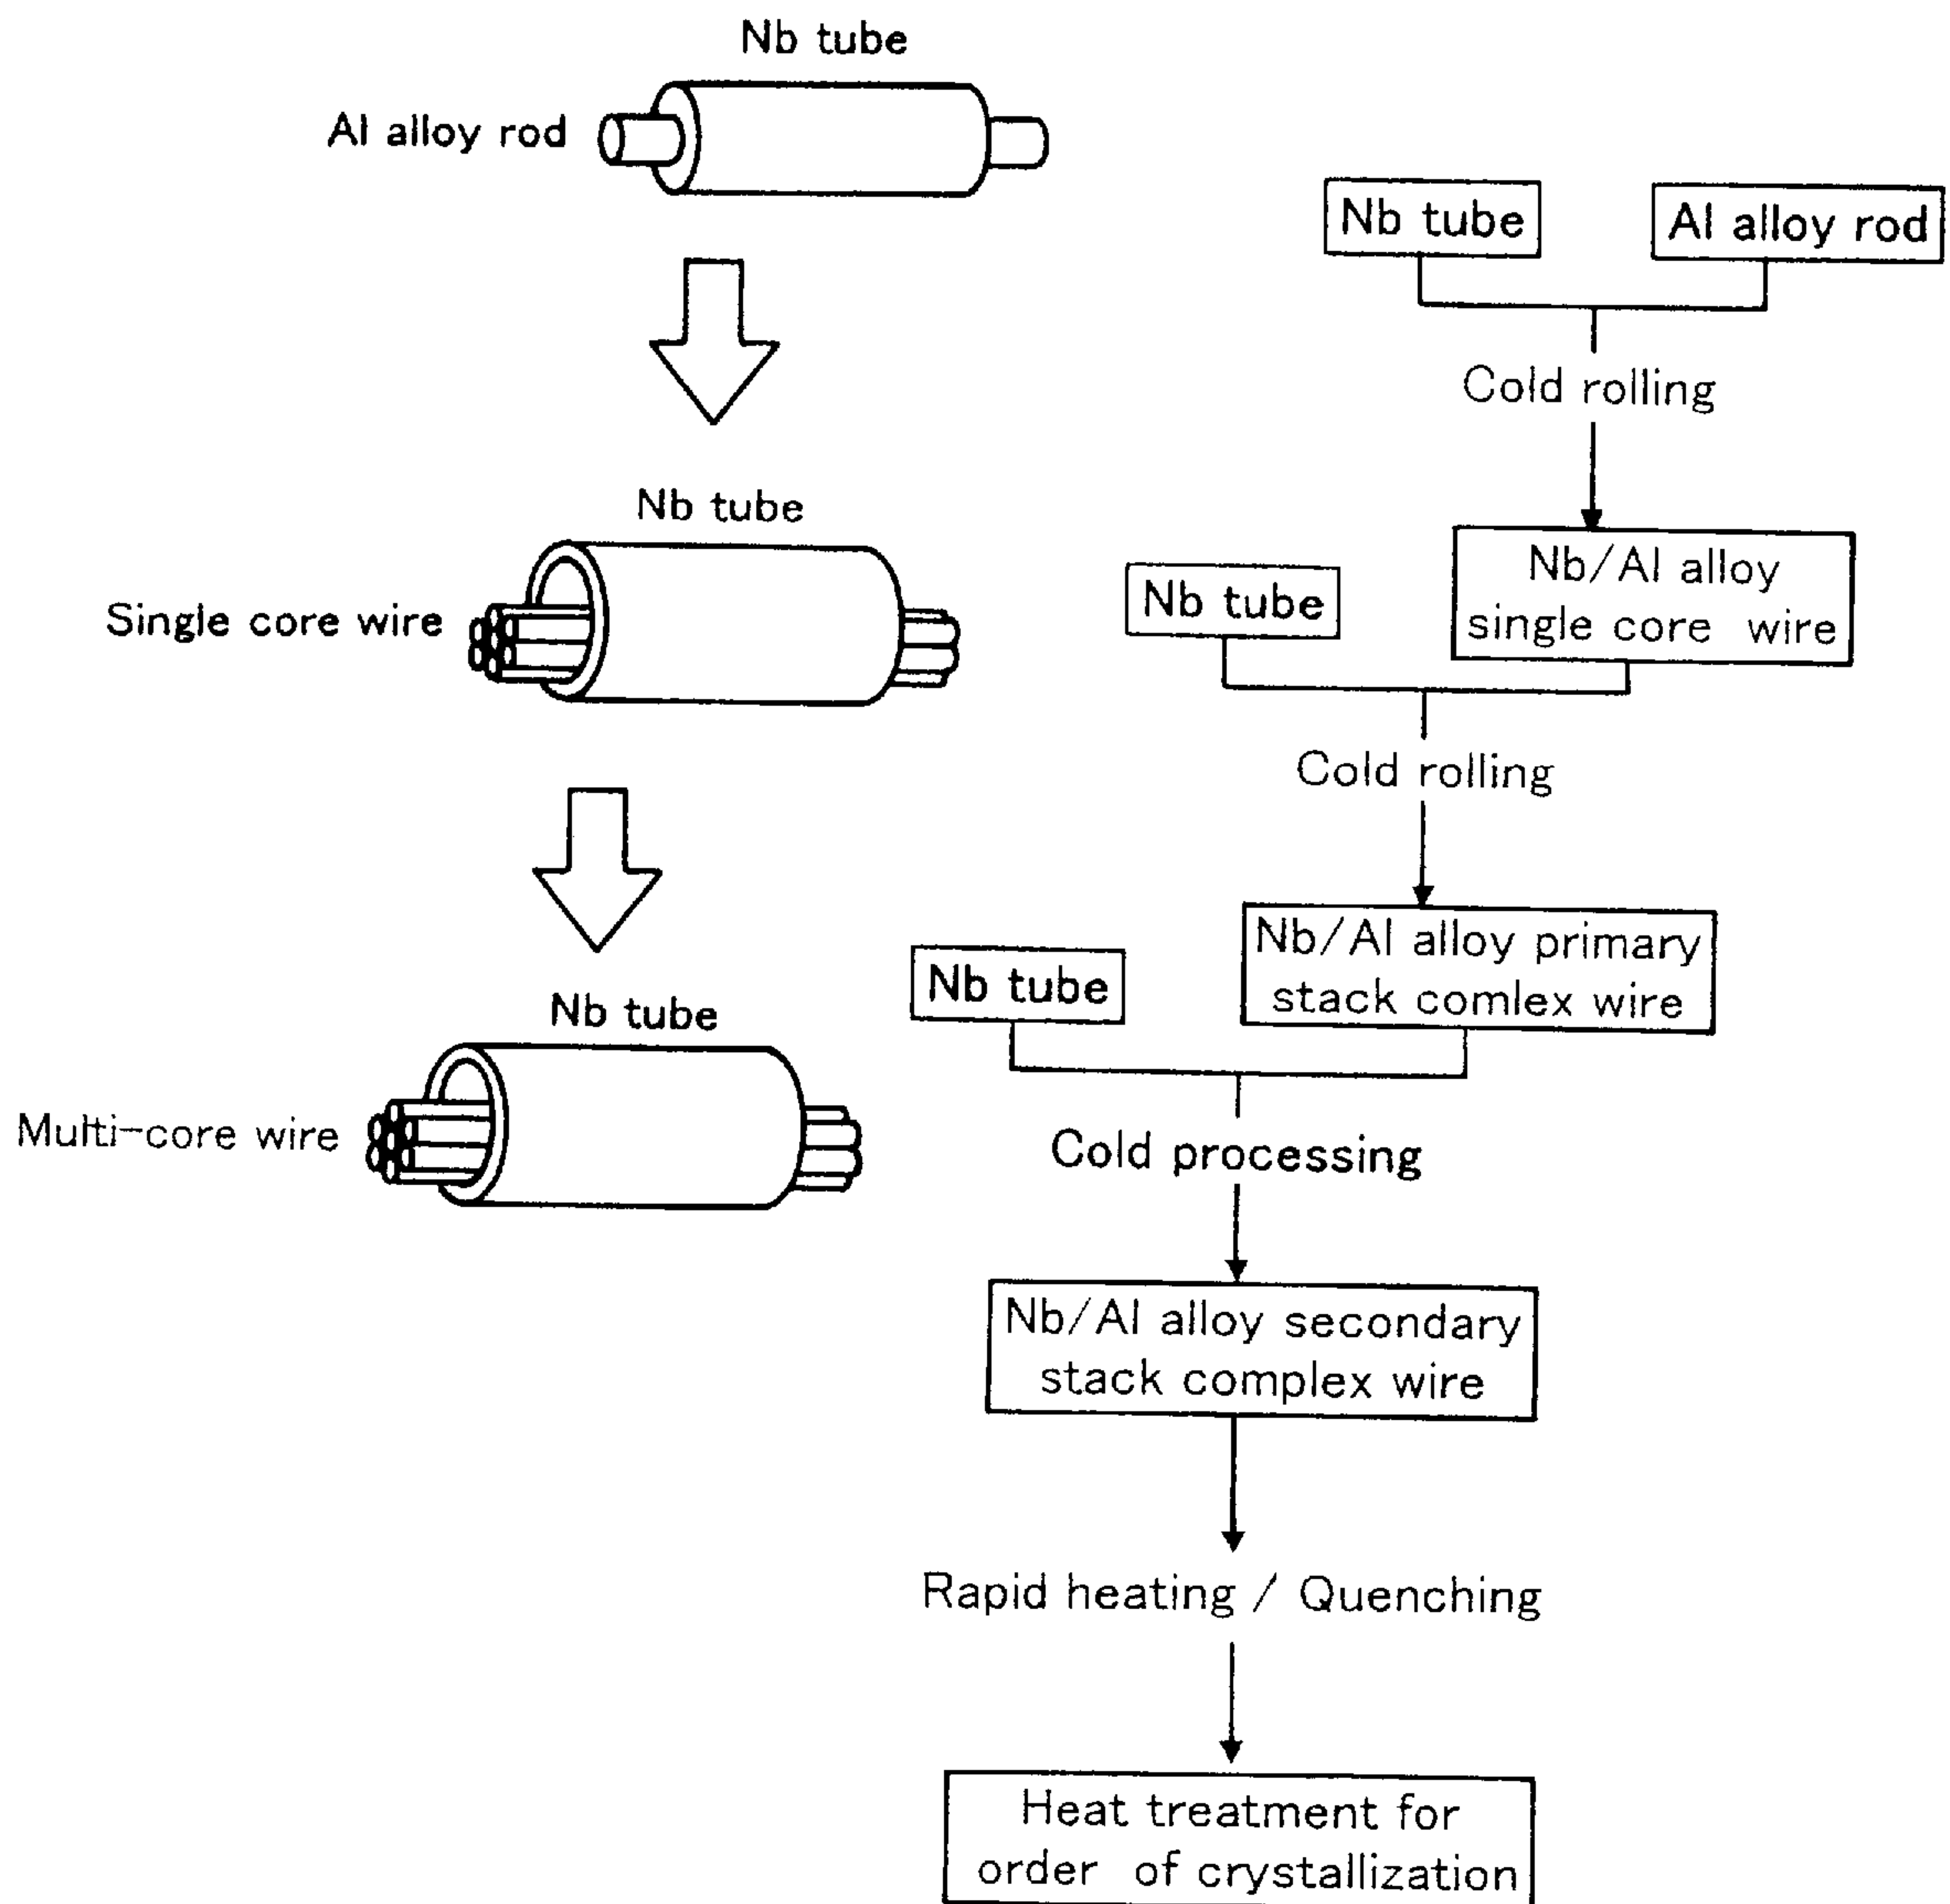 Nb tube
Al alloy rod
Nb tube
Single core wire
Nb tube
Multi-core wire
Nb tube
Al alloy rod
Cold rolling
Nb tube
Nb/Al alloy
single core wire
Cold rolling
Nb tube
Nb/Al alloy primary
stack comlex wire
Cold processing
Nb/Al alloy secondary
stack complex wire
Rapid heating / Quenching
Heat treatment for
order of crystallization